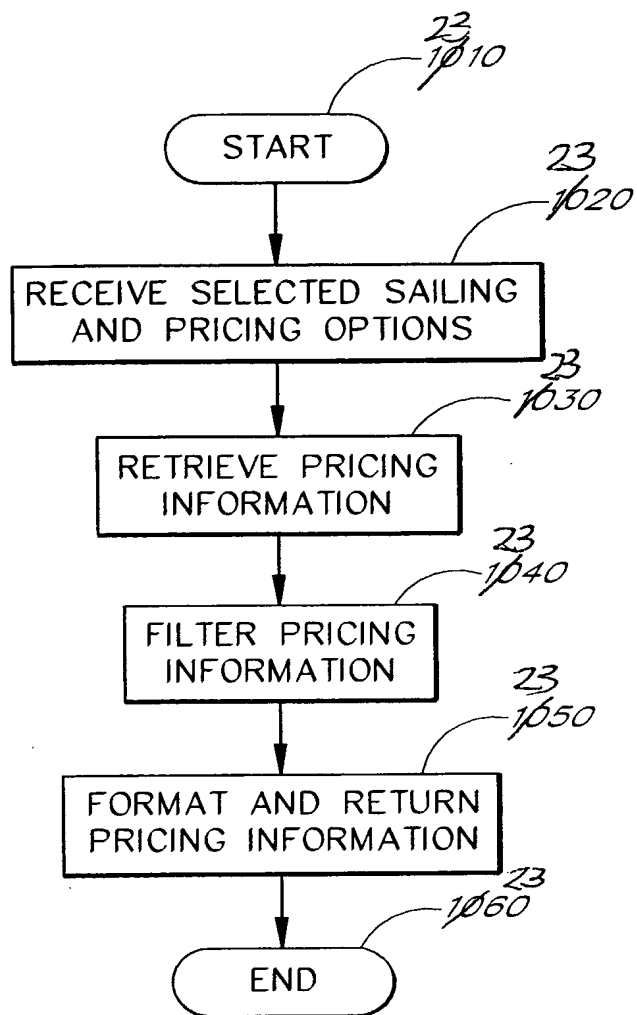 23
1010
START
23
1020
RECEIVE SELECTED SAILING
AND PRICING OPTIONS
23
1030
RETRIEVE PRICING
INFORMATION
23
1040
FILTER PRICING
INFORMATION
23
1050
FORMAT AND RETURN
PRICING INFORMATION
23
1060
END